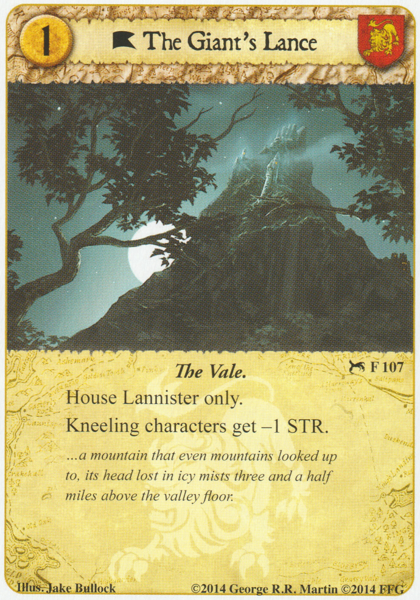 1
The Giant's Lance
The Vale.
F 107
House Lannister only.
Kneeling characters get –1 STR.
...a mountain that even mountains looked up
to, its head lost in icy mists three and a half
miles above the valley floor.
Illus. Jake Bullock
©2014 George R.R. Martin ©2014 FFG